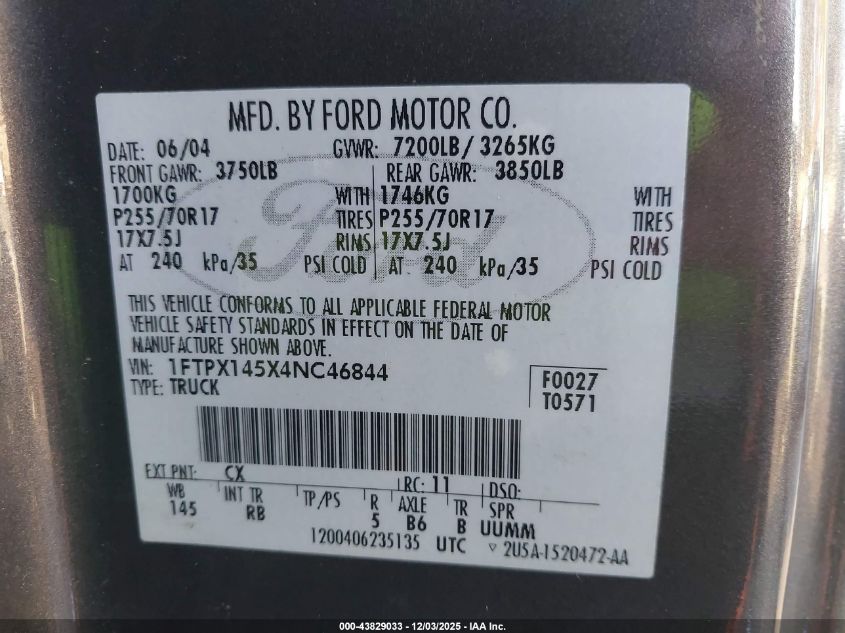 MFD. BY FORD MOTOR CO.
DATE: 06/04 GVWR: 7200LB/ 3265KG
FRONT GAWR: 3750LB REAR GAWR: 3850LB
1700KG WITH 1746KG WITH
P255/70R17 TIRES P255/70R17 TIRES
17X7.5J RIMS 17X7.5J RIMS
AT 240 kPa/35 PSI COLD AT 240 kPa/35 PSI COLD
Ford
THIS VEHICLE CONFORMS TO ALL APPLICABLE FEDERAL MOTOR
VEHICLE SAFETY STANDARDS IN EFFECT ON THE DATE OF
MANUFACTURE SHOWN ABOVE.
VIN: 1FTPX145X4NC46844
TYPE: TRUCK
F0027
T0571
EXT PNT: CX RC: 11 DSO:
WB INT TR TP/PS R AXLE TR SPR
145 RB 5 B6 B UUMM
1200406235135 UTC ▽ 2U5A-1520472-AA
000-43829033 - 12/03/2025 - IAA Inc.